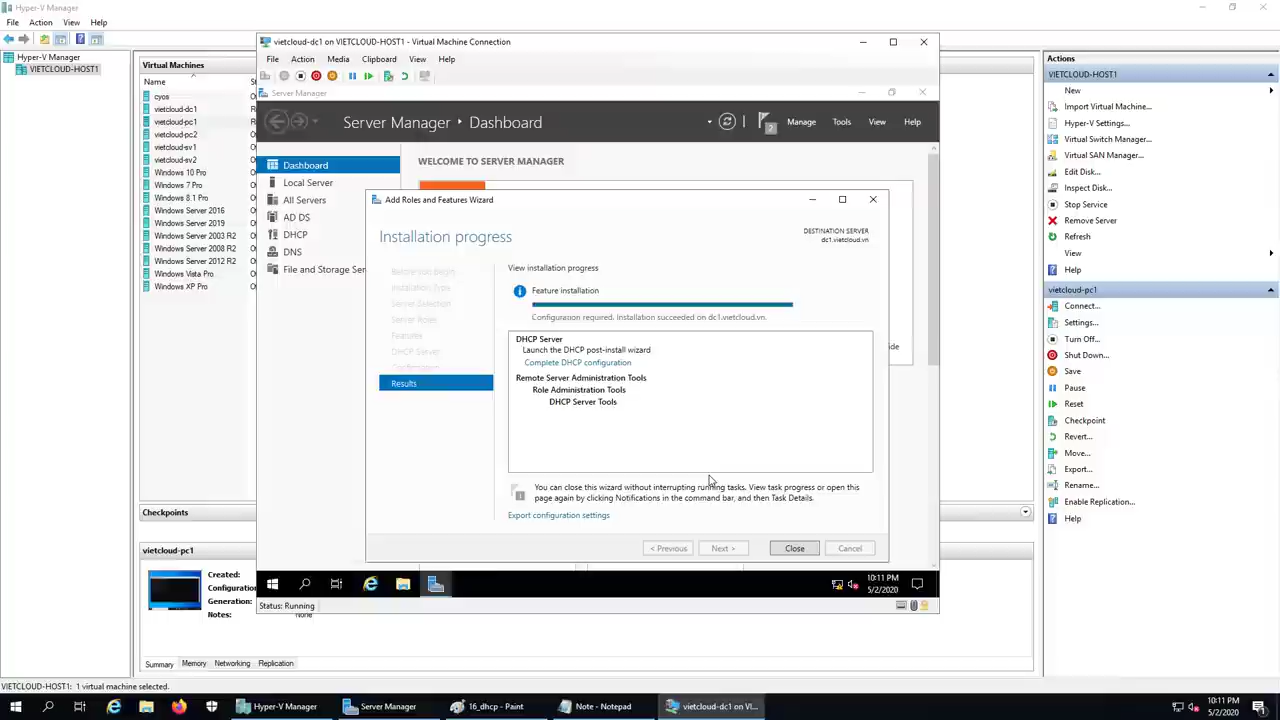 Hyper-V Manager
File Action View Help
Hyper-V Manager
VIETCLOUD-HOST1
Virtual Machines
Name
cyos
vietcloud-dc1
vietcloud-pc1
vietcloud-pc2
vietcloud-sv1
vietcloud-sv2
Windows 10 Pro
Windows 7 Pro
Windows 8.1 Pro
Windows Server 2016
Windows Server 2019
Windows Server 2003 R2
Windows Server 2008 R2
Windows Server 2012 R2
Windows Vista Pro
Windows XP Pro
Checkpoints
vietcloud-pc1
Created:
Configuration
Generation:
Notes: None
Summary Memory Networking Replication
VIETCLOUD-HOST1: 1 virtual machine selected.
vietcloud-dc1 on VIETCLOUD-HOST1 - Virtual Machine Connection
File Action Media Clipboard View Help
Server Manager
Server Manager • Dashboard
Manage Tools View Help
Dashboard
Local Server
All Servers
AD DS
DHCP
DNS
File and Storage Ser
WELCOME TO SERVER MANAGER
Add Roles and Features Wizard
Installation progress
DESTINATION SERVER
dc1.vietcloud.vn
Before You Begin
Installation Type
Server Selection
Server Roles
Features
DHCP Server
Confirmation
Results
View installation progress
Feature installation
Configuration required. Installation succeeded on dc1.vietcloud.vn.
DHCP Server
Launch the DHCP post-install wizard
Complete DHCP configuration
Remote Server Administration Tools
Role Administration Tools
DHCP Server Tools
You can close this wizard without interrupting running tasks. View task progress or open this
page again by clicking Notifications in the command bar, and then Task Details.
Export configuration settings
< Previous Next > Close Cancel
ide
10:11 PM
5/2/2020
Status: Running
Actions
VIETCLOUD-HOST1
New
Import Virtual Machine...
Hyper-V Settings...
Virtual Switch Manager...
Virtual SAN Manager...
Edit Disk...
Inspect Disk...
Stop Service
Remove Server
Refresh
View
Help
vietcloud-pc1
Connect...
Settings...
Turn Off...
Shut Down...
Save
Pause
Reset
Checkpoint
Revert...
Move...
Export...
Rename...
Enable Replication...
Help
Hyper-V Manager Server Manager 16_dhcp - Paint Note - Notepad vietcloud-dc1 on VI...
10:11 PM
5/2/2020